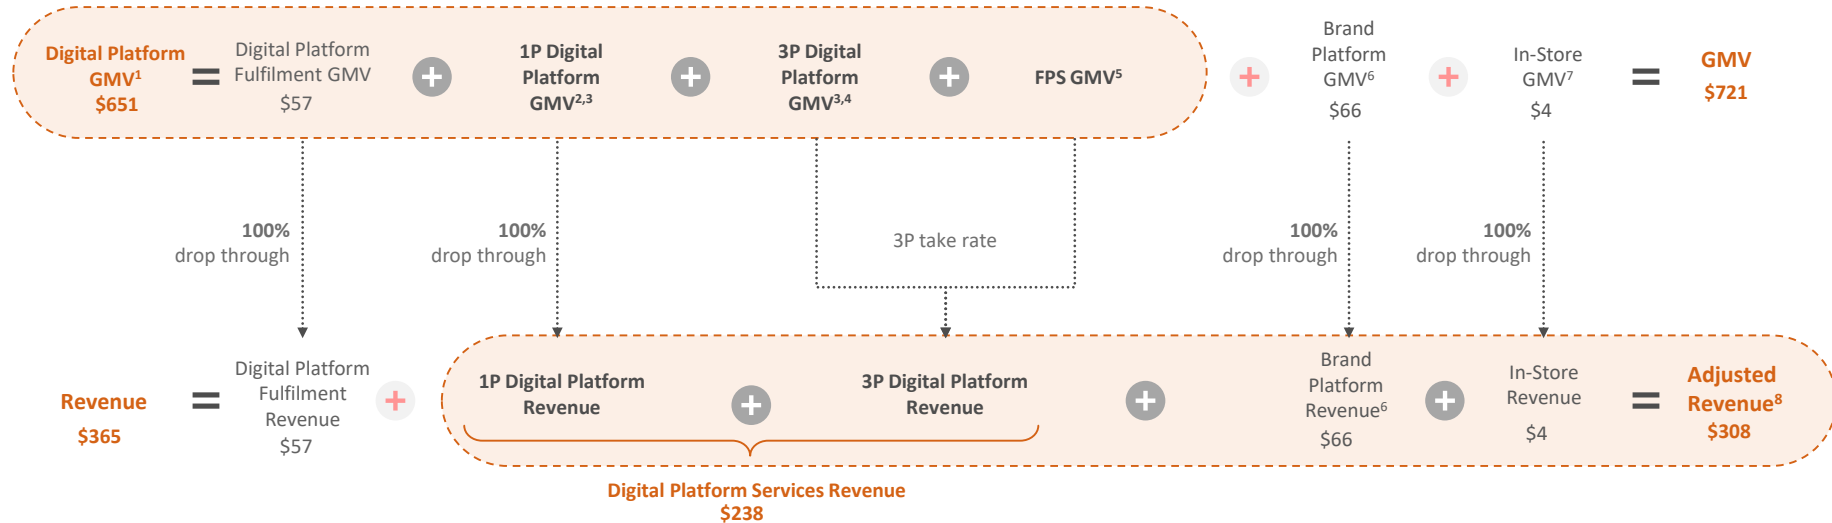 Digital Platform
GMV¹
$651
=
Digital Platform
Fulfilment GMV
$57
+
1P Digital
Platform
GMV²,³
+
3P Digital
Platform
GMV³,⁴
+
FPS GMV⁵
+
Brand
Platform
GMV⁶
$66
+
In-Store
GMV⁷
$4
=
GMV
$721
100%
drop through
100%
drop through
3P take rate
100%
drop through
100%
drop through
Revenue
$365
=
Digital Platform
Fulfilment
Revenue
$57
+
1P Digital Platform
Revenue
+
3P Digital Platform
Revenue
+
Brand
Platform
Revenue⁶
$66
+
In-Store
Revenue
$4
=
Adjusted
Revenue⁸
$308
Digital Platform Services Revenue
$238